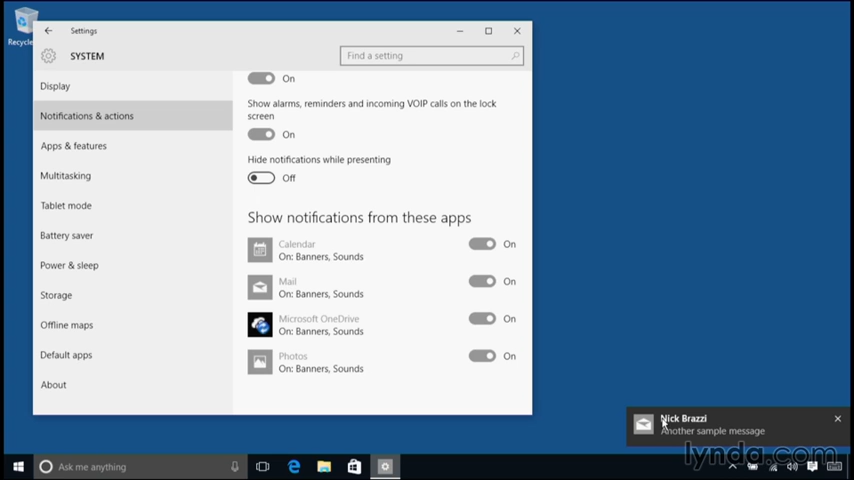 Recycle
Settings
SYSTEM
Find a setting
Display
Notifications & actions
Apps & features
Multitasking
Tablet mode
Battery saver
Power & sleep
Storage
Offline maps
Default apps
About
On
Show alarms, reminders and incoming VOIP calls on the lock
screen
On
Hide notifications while presenting
Off
Show notifications from these apps
Calendar
On: Banners, Sounds
On
Mail
On: Banners, Sounds
On
Microsoft OneDrive
On: Banners, Sounds
On
Photos
On: Banners, Sounds
On
Nick Brazzi
Another sample message
lynda.com
Ask me anything